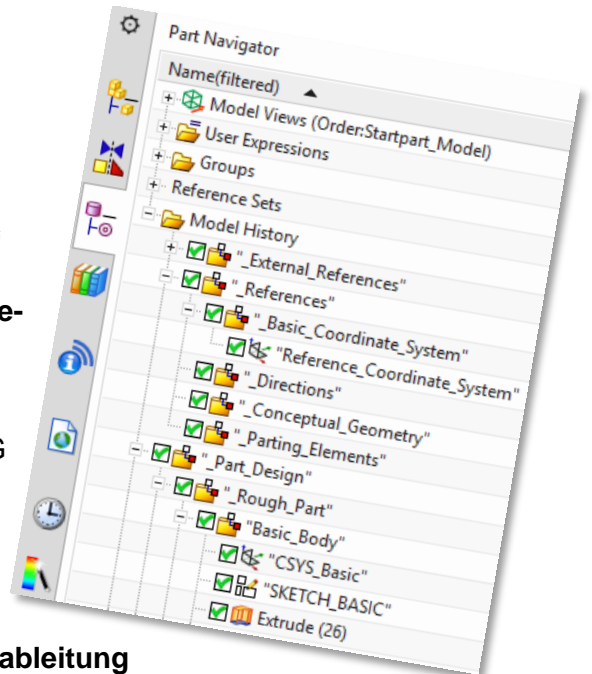 Part Navigator
Name(filtered)
Model Views (Order:Startpart_Model)
User Expressions
Groups
Reference Sets
Model History
"_External_References"
"_References"
e-
"_Basic_Coordinate_System"
"Reference_Coordinate_System"
"_Directions"
"_Conceptual_Geometry"
G
"_Parting_Elements"
"_Part_Design"
"_Rough_Part"
"Basic_Body"
"CSYS_Basic"
"SKETCH_BASIC"
Extrude (26)
ableitung